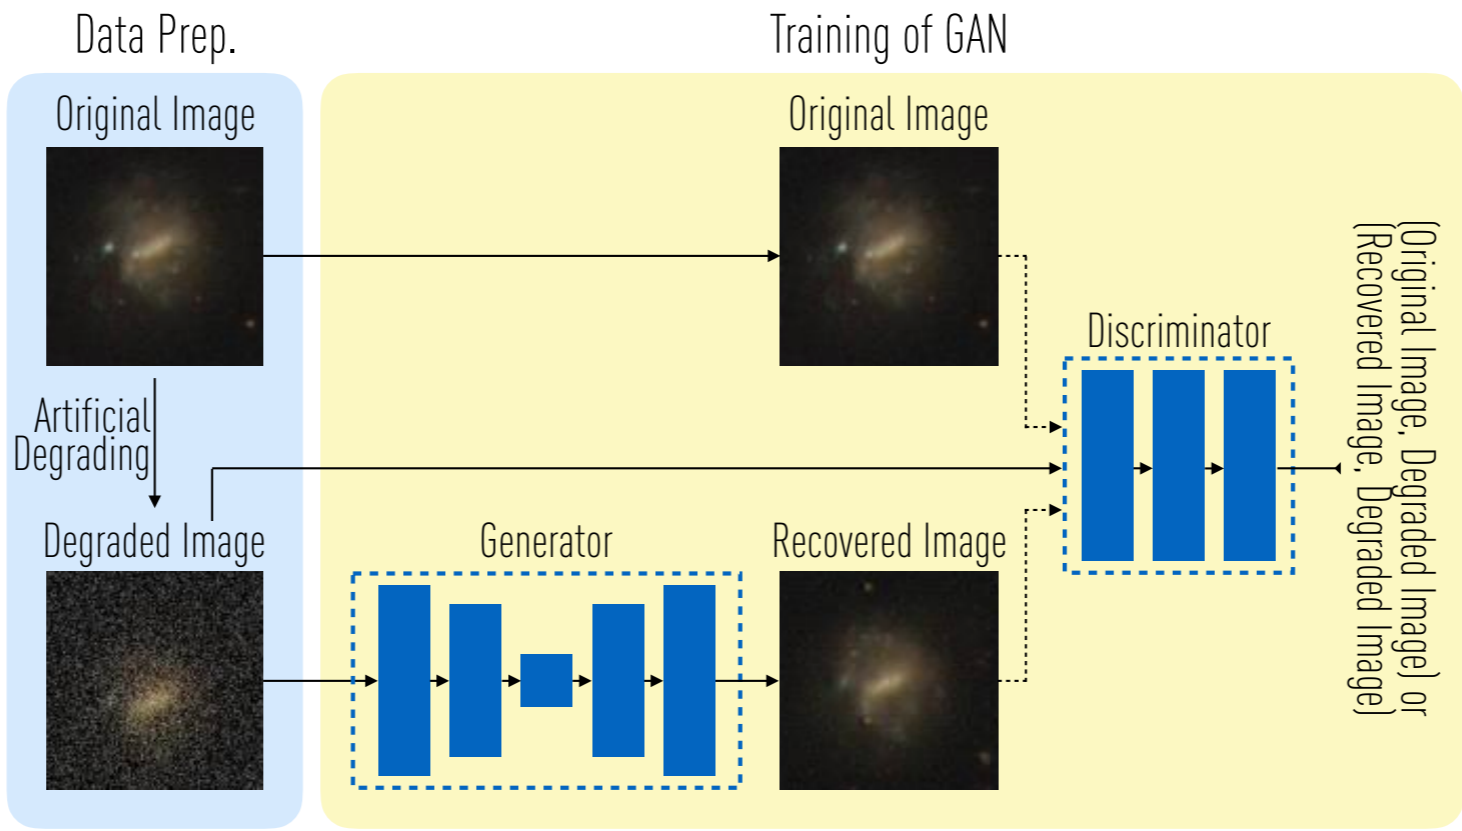 Data Prep.
Training of GAN
Original Image
Original Image
Artificial
Degrading
Degraded Image
Generator
Recovered Image
Discriminator
(Original Image, Degraded Image) or
(Recovered Image, Degraded Image)